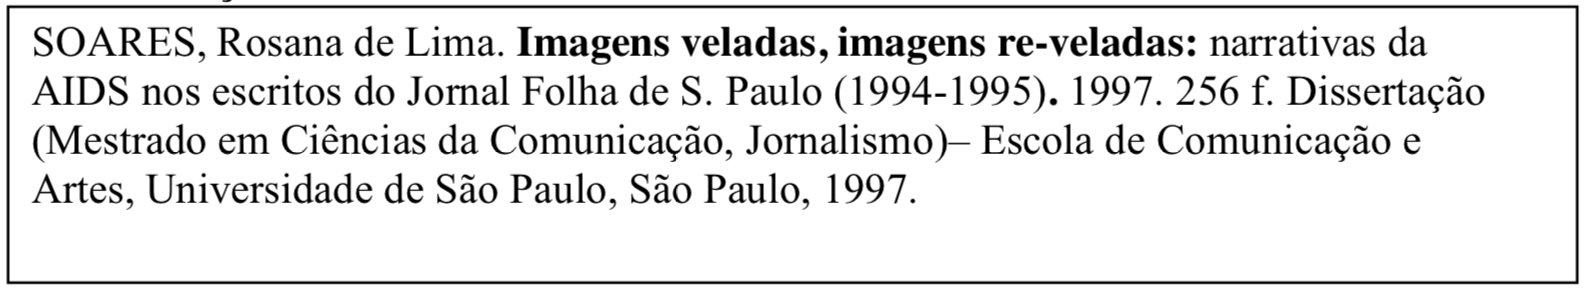 SOARES, Rosana de Lima. Imagens veladas, imagens re-veladas: narrativas da
AIDS nos escritos do Jornal Folha de S. Paulo (1994-1995). 1997. 256 f. Dissertação
(Mestrado em Ciências da Comunicação, Jornalismo)– Escola de Comunicação e
Artes, Universidade de São Paulo, São Paulo, 1997.